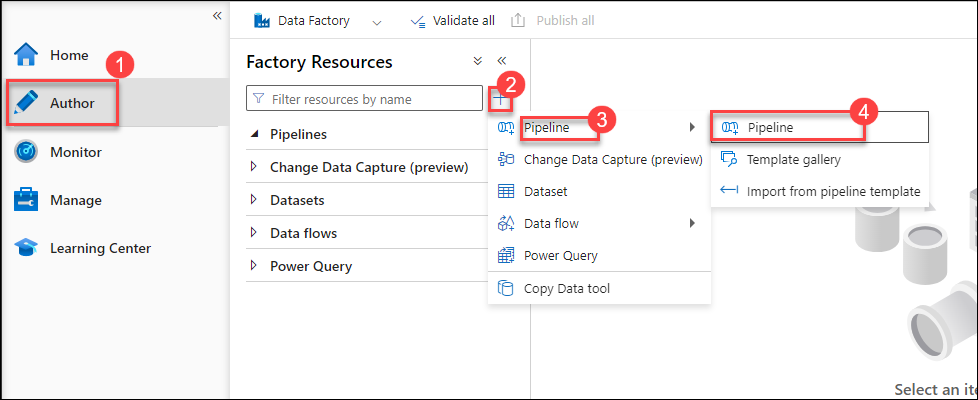 «
Data Factory
Validate all
Publish all
Home
Author
Monitor
Manage
Learning Center
1
Factory Resources
«
Filter resources by name
2
Pipelines
Change Data Capture (preview)
Datasets
Data flows
Power Query
Pipeline
3
Change Data Capture (preview)
Dataset
Data flow
Power Query
Copy Data tool
Pipeline
4
Template gallery
Import from pipeline template
Select an ite